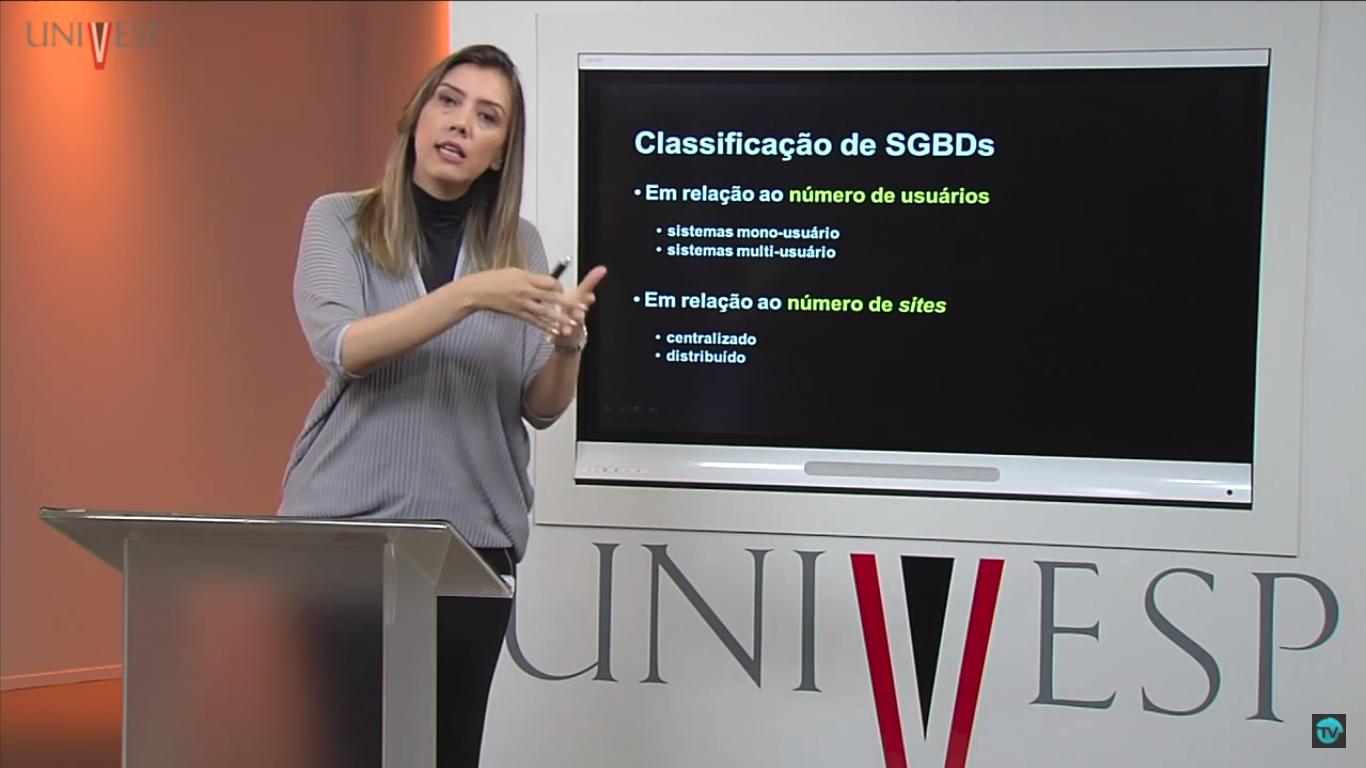 UNIVESP
Classificação de SGBDs
• Em relação ao número de usuários
• sistemas mono-usuário
• sistemas multi-usuário
• Em relação ao número de sites
• centralizado
• distribuído
UNIVESP
TV